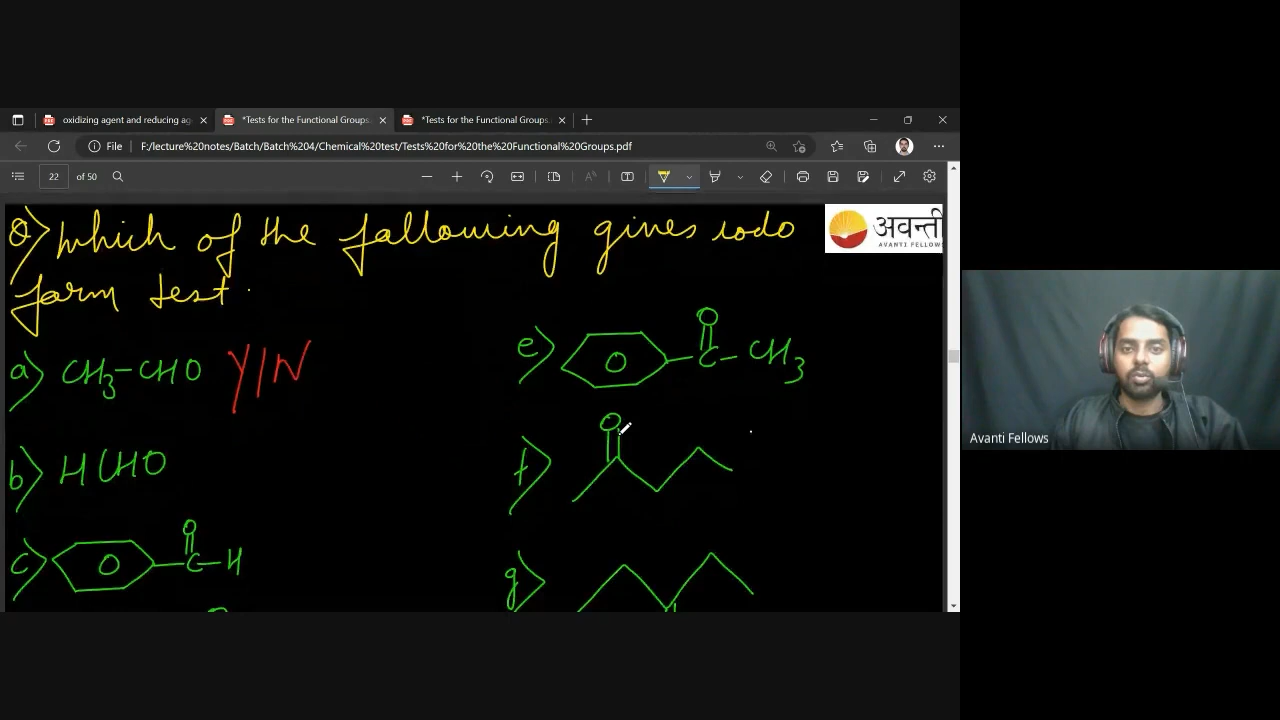 oxidizing agent and reducing ag
*Tests for the Functional Groups.
*Tests for the Functional Groups.
File
F:/lecture%20notes/Batch/Batch%204/Chemical%20test/Tests%20for%20the%20Functional%20Groups.pdf
22 of 50
Q) which of the fallowing gives iodo
form test.
अवन्ती
AVANTI FELLOWS
a) CH3-CHO Y/N
b) HCHO
c) O
O
C-H
e) O
O
C-CH3
f) O
g)
Avanti Fellows